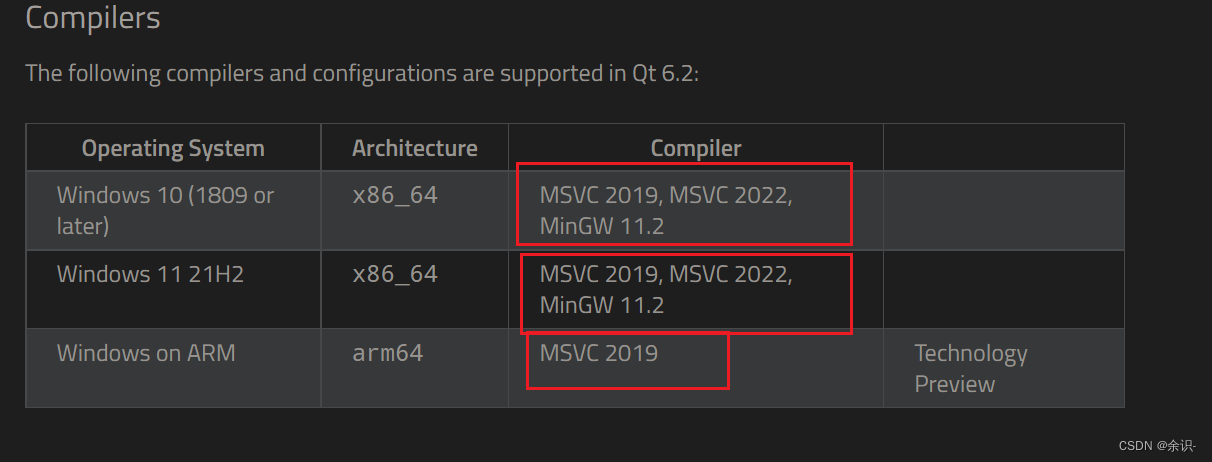 Compilers
The following compilers and configurations are supported in Qt 6.2:
Operating System Architecture Compiler
Windows 10 (1809 or later) x86_64 MSVC 2019, MSVC 2022, MinGW 11.2
Windows 11 21H2 x86_64 MSVC 2019, MSVC 2022, MinGW 11.2
Windows on ARM arm64 MSVC 2019 Technology Preview
CSDN @余识-